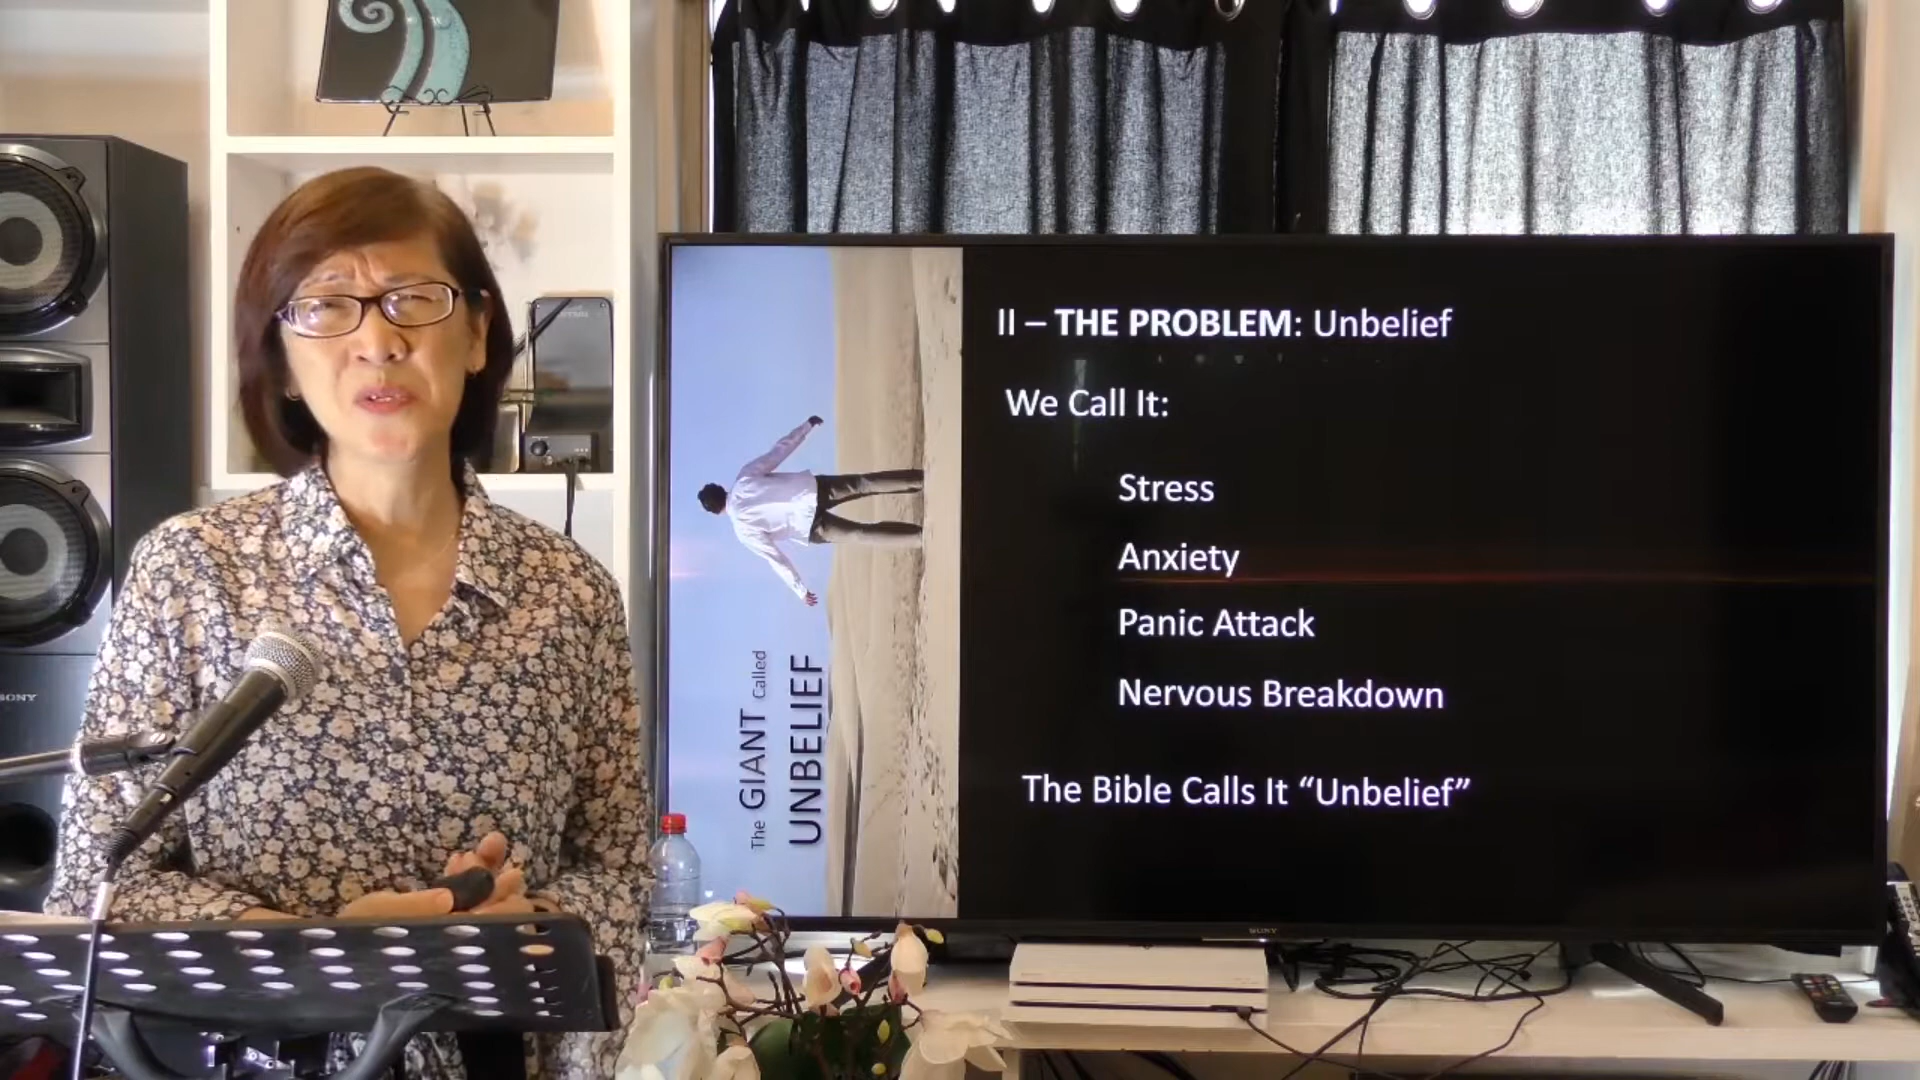 II – THE PROBLEM: Unbelief
We Call It:
Stress
Anxiety
Panic Attack
Nervous Breakdown
The Bible Calls It “Unbelief”
The GIANT Called
UNBELIEF
SONY
SONY